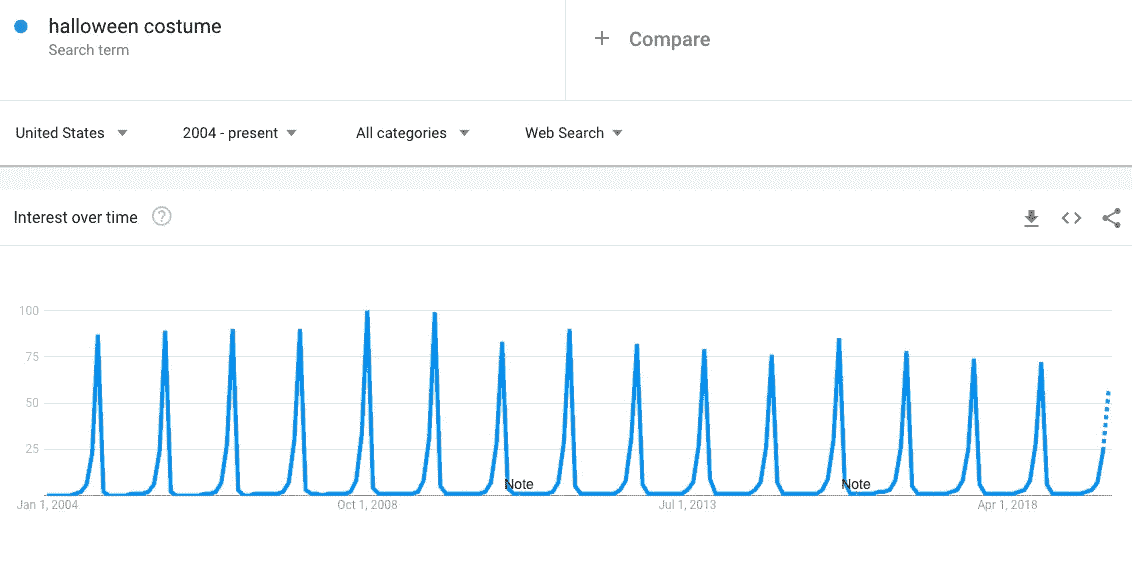 halloween costume
Search term
+ Compare
United States
2004 - present
All categories
Web Search
Interest over time ?
100
75
50
25
Note
Note
Jan 1, 2004
Oct 1, 2008
Jul 1, 2013
Apr 1, 2018